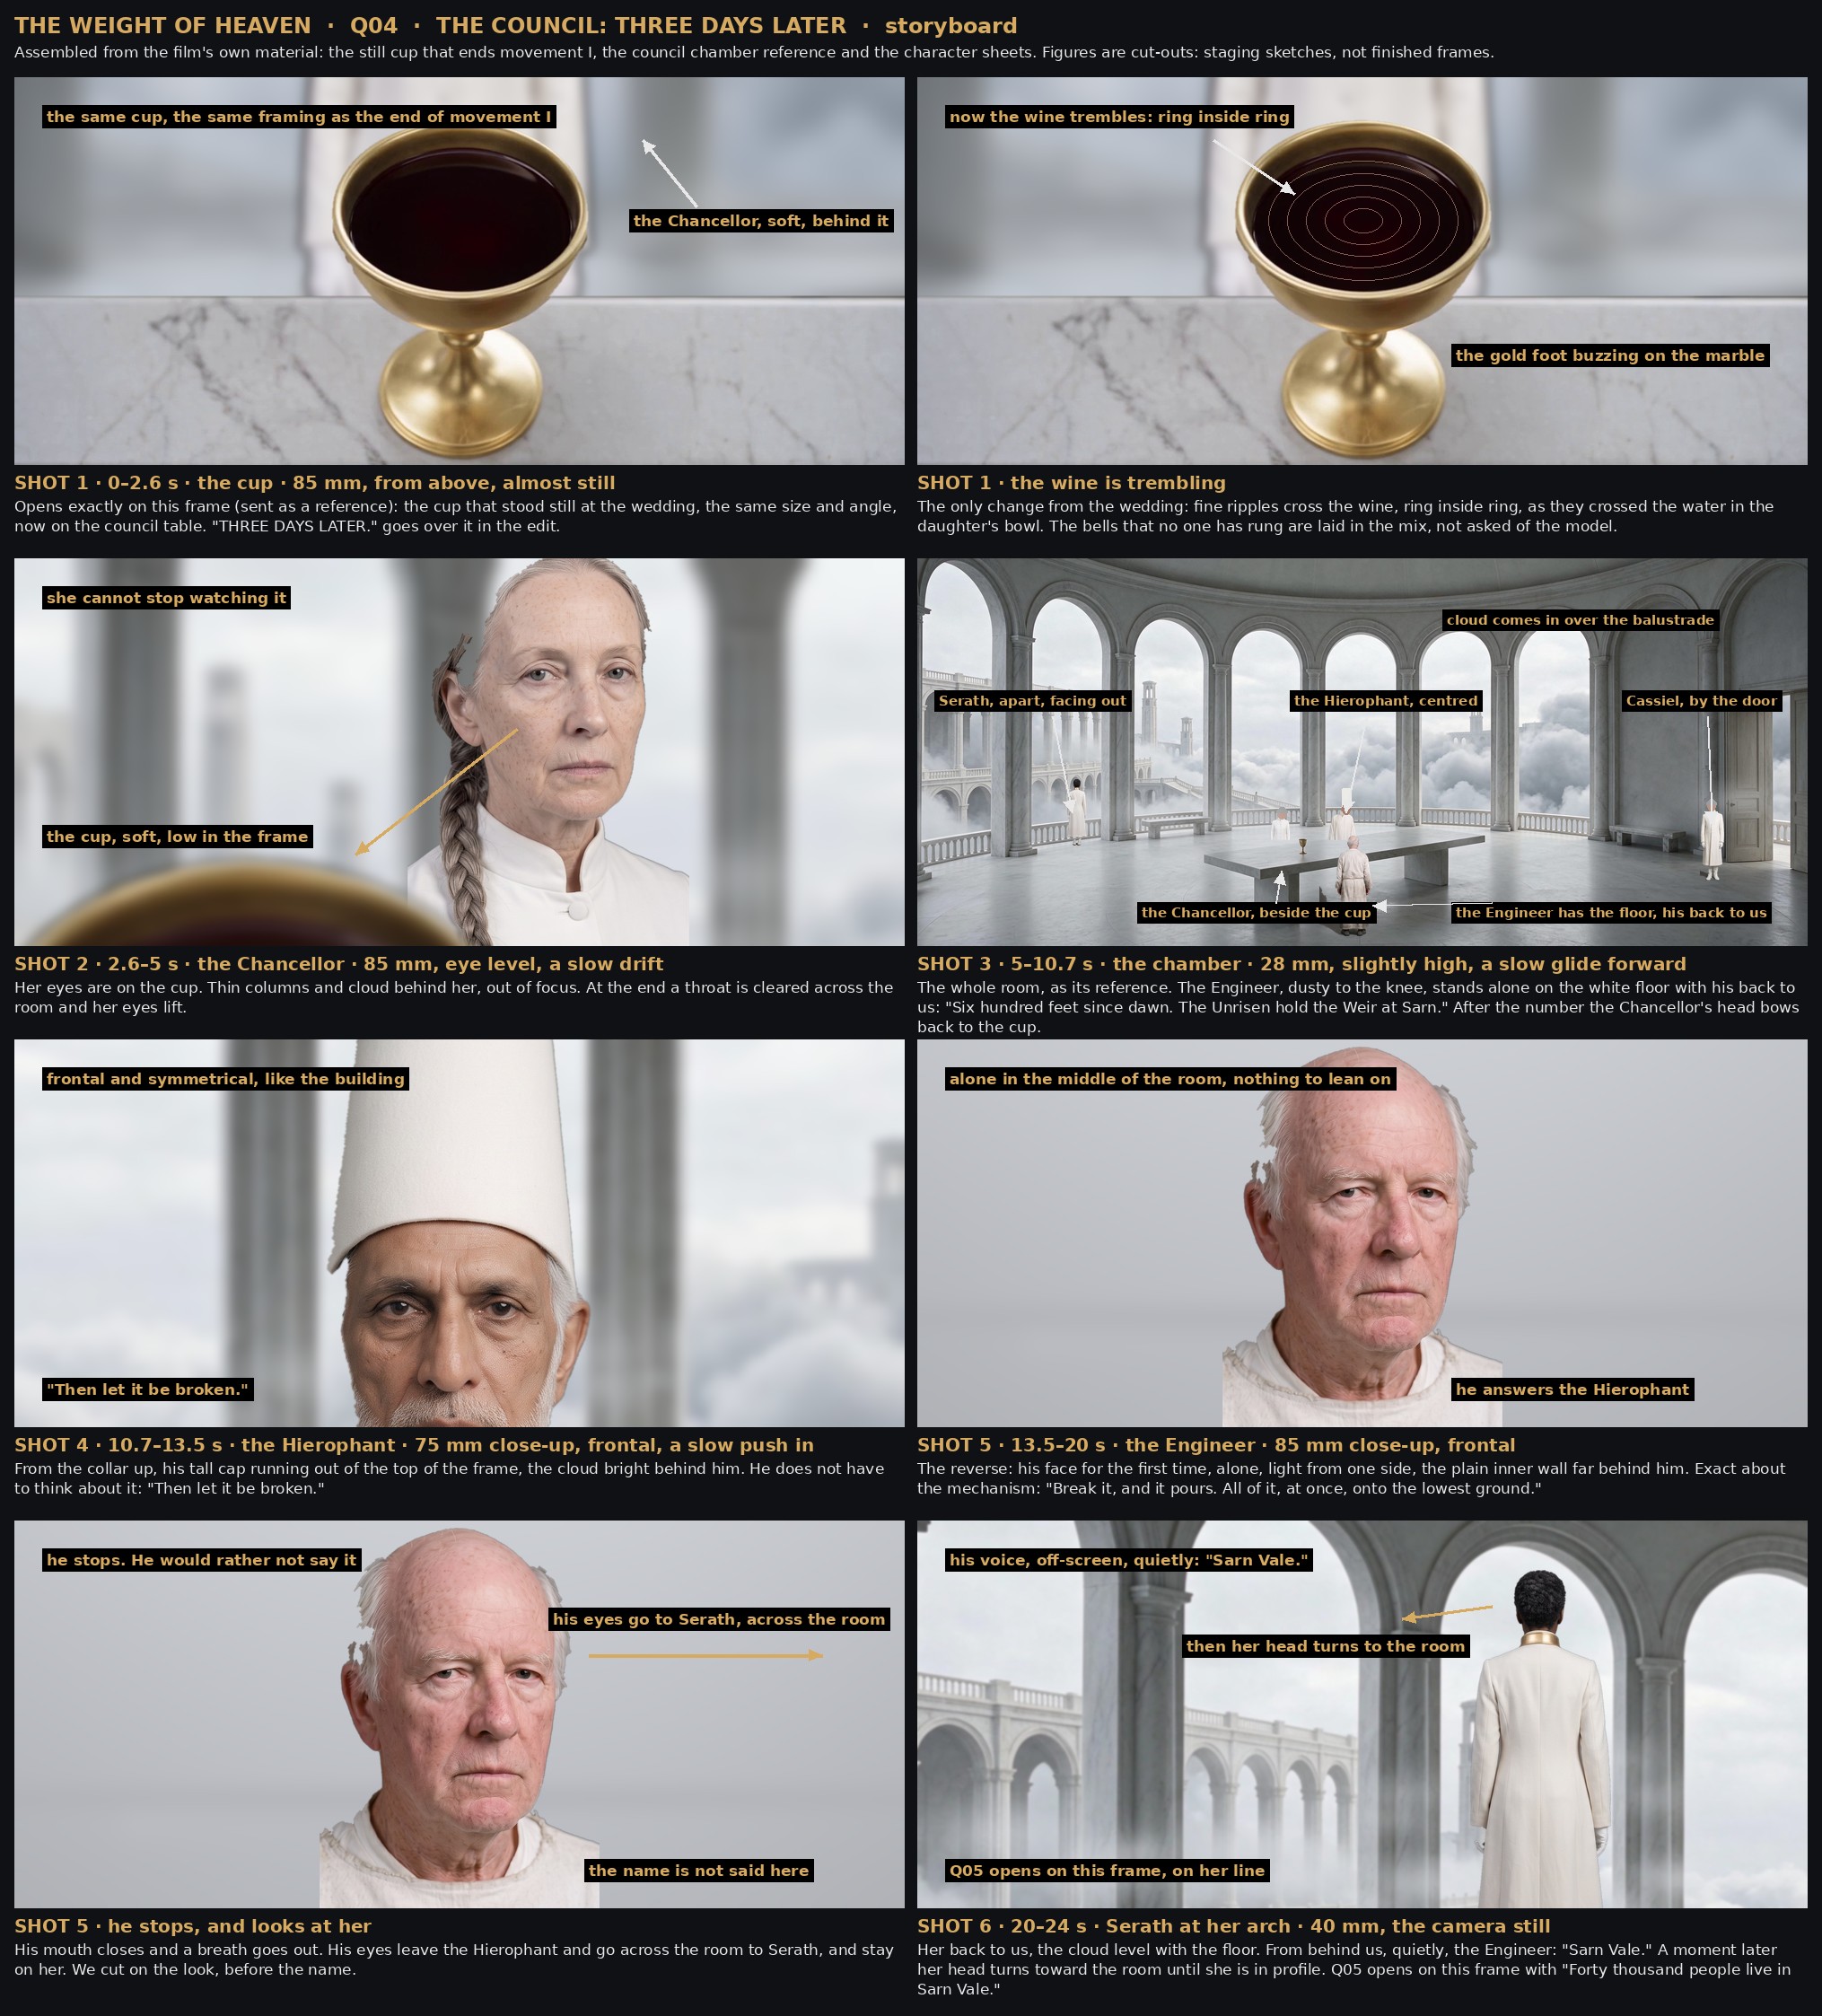 THE WEIGHT OF HEAVEN · Q04 · THE COUNCIL: THREE DAYS LATER · storyboard
Assembled from the film's own material: the still cup that ends movement I, the council chamber reference and the character sheets. Figures are cut-outs: staging sketches, not finished frames.
the same cup, the same framing as the end of movement I
the Chancellor, soft, behind it
SHOT 1 · 0–2.6 s · the cup · 85 mm, from above, almost still
Opens exactly on this frame (sent as a reference): the cup that stood still at the wedding, the same size and angle,
now on the council table. "THREE DAYS LATER." goes over it in the edit.
now the wine trembles: ring inside ring
the gold foot buzzing on the marble
SHOT 1 · the wine is trembling
The only change from the wedding: fine ripples cross the wine, ring inside ring, as they crossed the water in the
daughter's bowl. The bells that no one has rung are laid in the mix, not asked of the model.
she cannot stop watching it
the cup, soft, low in the frame
SHOT 2 · 2.6–5 s · the Chancellor · 85 mm, eye level, a slow drift
Her eyes are on the cup. Thin columns and cloud behind her, out of focus. At the end a throat is cleared across the
room and her eyes lift.
cloud comes in over the balustrade
Serath, apart, facing out
the Hierophant, centred
Cassiel, by the door
the Chancellor, beside the cup
the Engineer has the floor, his back to us
SHOT 3 · 5–10.7 s · the chamber · 28 mm, slightly high, a slow glide forward
The whole room, as its reference. The Engineer, dusty to the knee, stands alone on the white floor with his back to
us: "Six hundred feet since dawn. The Unrisen hold the Weir at Sarn." After the number the Chancellor's head bows
back to the cup.
frontal and symmetrical, like the building
"Then let it be broken."
SHOT 4 · 10.7–13.5 s · the Hierophant · 75 mm close-up, frontal, a slow push in
From the collar up, his tall cap running out of the top of the frame, the cloud bright behind him. He does not have
to think about it: "Then let it be broken."
alone in the middle of the room, nothing to lean on
he answers the Hierophant
SHOT 5 · 13.5–20 s · the Engineer · 85 mm close-up, frontal
The reverse: his face for the first time, alone, light from one side, the plain inner wall far behind him. Exact about
the mechanism: "Break it, and it pours. All of it, at once, onto the lowest ground."
he stops. He would rather not say it
his eyes go to Serath, across the room
the name is not said here
SHOT 5 · he stops, and looks at her
His mouth closes and a breath goes out. His eyes leave the Hierophant and go across the room to Serath, and stay
on her. We cut on the look, before the name.
his voice, off-screen, quietly: "Sarn Vale."
then her head turns to the room
Q05 opens on this frame, on her line
SHOT 6 · 20–24 s · Serath at her arch · 40 mm, the camera still
Her back to us, the cloud level with the floor. From behind us, quietly, the Engineer: "Sarn Vale." A moment later
her head turns toward the room until she is in profile. Q05 opens on this frame with "Forty thousand people live in
Sarn Vale."